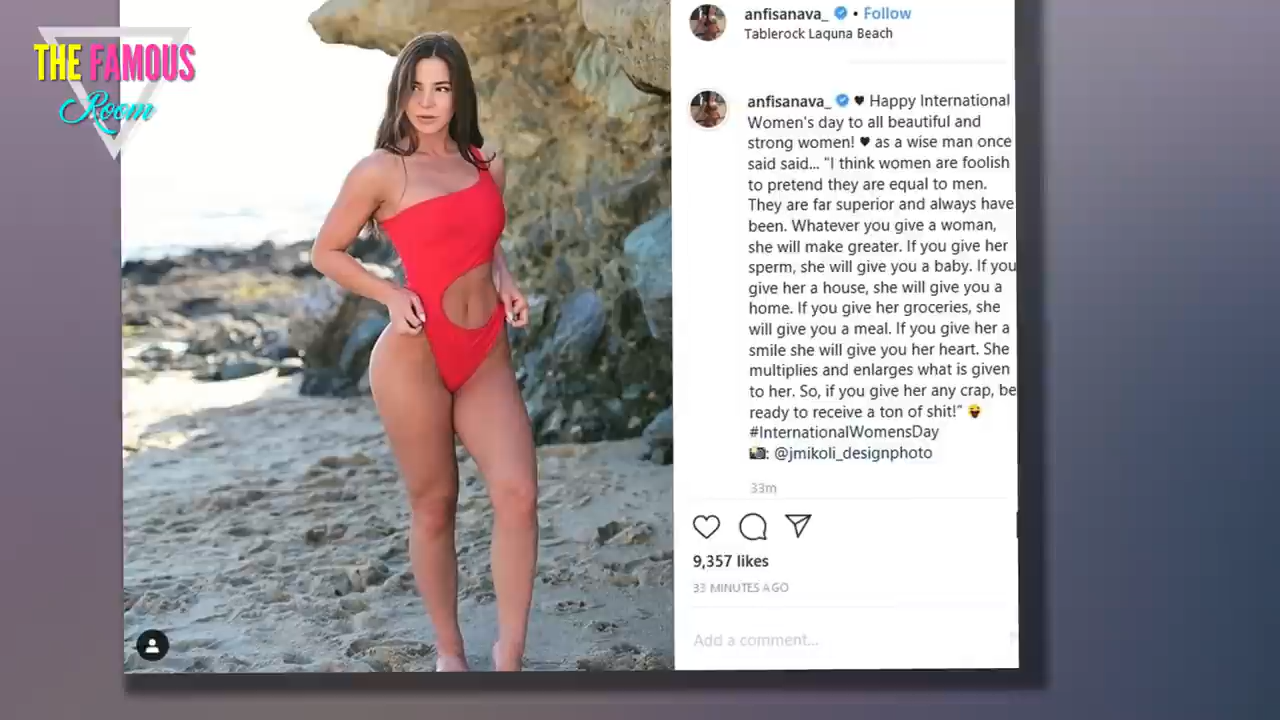 THE FAMOUS
Room
anfisanava_ • Follow
Tablerock Laguna Beach
anfisanava_ ♥ Happy International
Women's day to all beautiful and
strong women! ♥ as a wise man once
said said... "I think women are foolish
to pretend they are equal to men.
They are far superior and always have
been. Whatever you give a woman,
she will make greater. If you give her
sperm, she will give you a baby. If you
give her a house, she will give you a
home. If you give her groceries, she
will give you a meal. If you give her a
smile she will give you her heart. She
multiplies and enlarges what is given
to her. So, if you give her any crap, be
ready to receive a ton of shit!" 😜
#InternationalWomensDay
📸: @jmikoli_designphoto
33m
9,357 likes
33 MINUTES AGO
Add a comment...